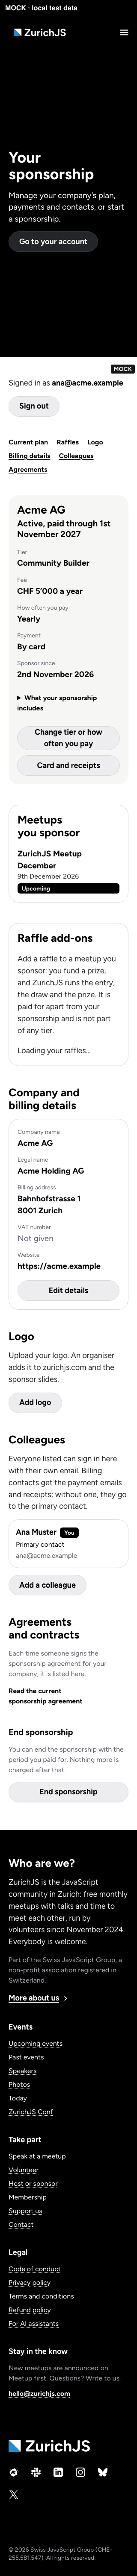 MOCK · local test data
ZurichJS
Your
sponsorship
Manage your company's plan,
payments and contacts, or start
a sponsorship.
Go to your account
MOCK
Signed in as ana@acme.example
Sign out
Current plan Raffles Logo
Billing details Colleagues
Agreements
Acme AG
Active, paid through 1st
November 2027
Tier
Community Builder
Fee
CHF 5'000 a year
How often you pay
Yearly
Payment
By card
Sponsor since
2nd November 2026
What your sponsorship
includes
Change tier or how
often you pay
Card and receipts
Meetups
you sponsor
ZurichJS Meetup
December
9th December 2026
Upcoming
Raffle add-ons
Add a raffle to a meetup you
sponsor: you fund a prize,
and ZurichJS runs the entry,
the draw and the prize. It is
paid apart from your
sponsorship and is not part
of any tier.
Loading your raffles…
Company and
billing details
Company name
Acme AG
Legal name
Acme Holding AG
Billing address
Bahnhofstrasse 1
8001 Zurich
VAT number
Not given
Website
https://acme.example
Edit details
Logo
Upload your logo. An organiser
adds it to zurichjs.com and the
sponsor slides.
Add logo
Colleagues
Everyone listed can sign in here
with their own email. Billing
contacts get the payment emails
and receipts; without one, they go
to the primary contact.
Ana Muster You
Primary contact
ana@acme.example
Add a colleague
Agreements
and contracts
Each time someone signs the
sponsorship agreement for your
company, it is listed here.
Read the current
sponsorship agreement
End sponsorship
You can end the sponsorship with the
period you paid for. Nothing more is
charged after that.
End sponsorship
Who are we?
ZurichJS is the JavaScript
community in Zurich: free monthly
meetups with talks and time to
meet each other, run by
volunteers since November 2024.
Everybody is welcome.
Part of the Swiss JavaScript Group, a
non-profit association registered in
Switzerland.
More about us
Events
Upcoming events
Past events
Speakers
Photos
Today
ZurichJS Conf
Take part
Speak at a meetup
Volunteer
Host or sponsor
Membership
Support us
Contact
Legal
Code of conduct
Privacy policy
Terms and conditions
Refund policy
For AI assistants
Stay in the know
New meetups are announced on
Meetup first. Questions? Write to us.
hello@zurichjs.com
ZurichJS
© 2026 Swiss JavaScript Group (CHE-
255.581.547). All rights reserved.